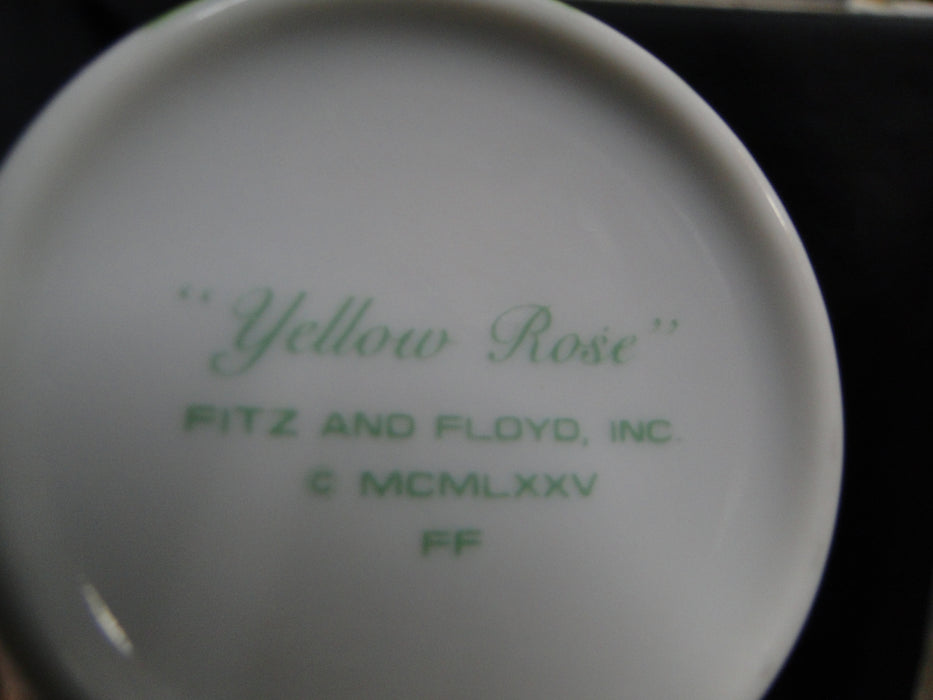 “Yellow Rose”
FITZ AND FLOYD, INC.
© MCMLXXV
FF